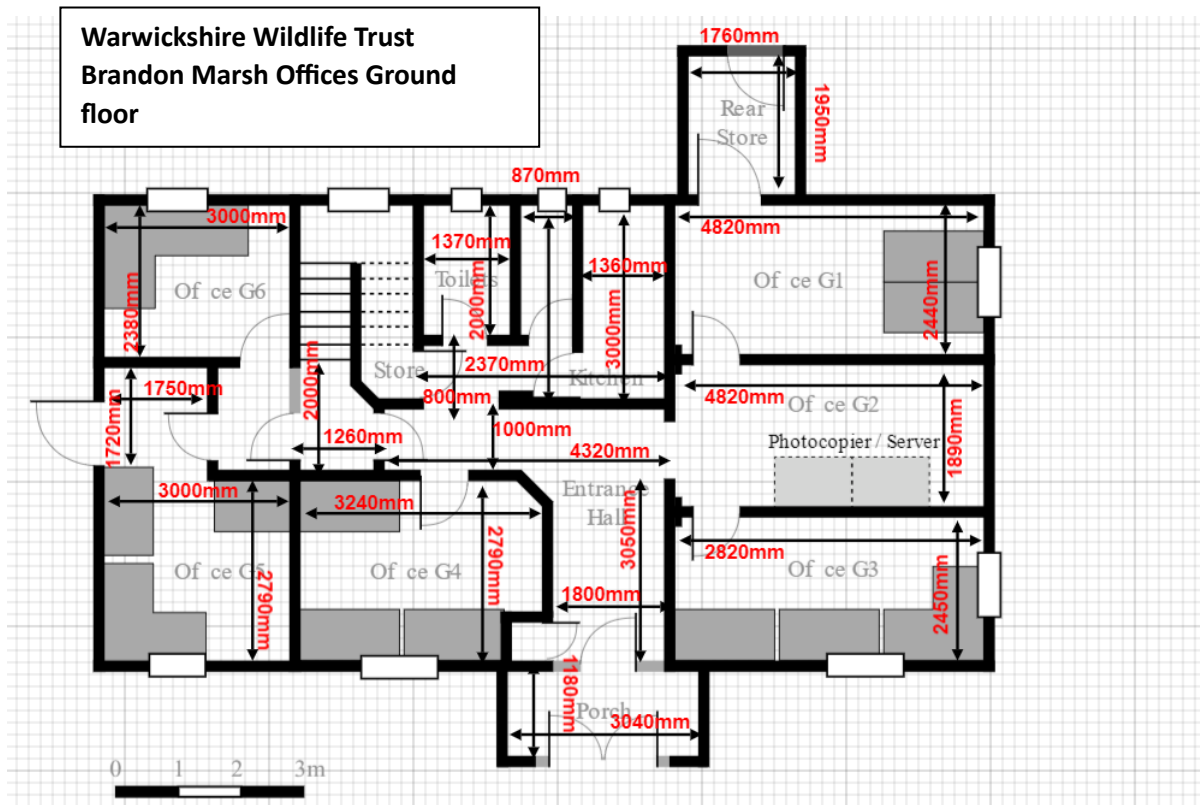 Warwickshire Wildlife Trust
Brandon Marsh Offices Ground
floor
1760mm
Rear
Store
1950mm
870mm
3000mm
4820mm
1370mm
Toilets
2000mm
1360mm
3000mm
Of ce G6
2380mm
Of ce G1
2440mm
Store
2370mm
Kitchen
800mm
1750mm
1720mm
2000mm
1260mm
1000mm
4320mm
4820mm
Of ce G2
Photocopier / Server
1890mm
3000mm
3240mm
Entrance
Hall
3050mm
2790mm
2790mm
Of ce G5
Of ce G4
2820mm
Of ce G3
2450mm
1800mm
1180mm
Porch
3040mm
0 1 2 3m